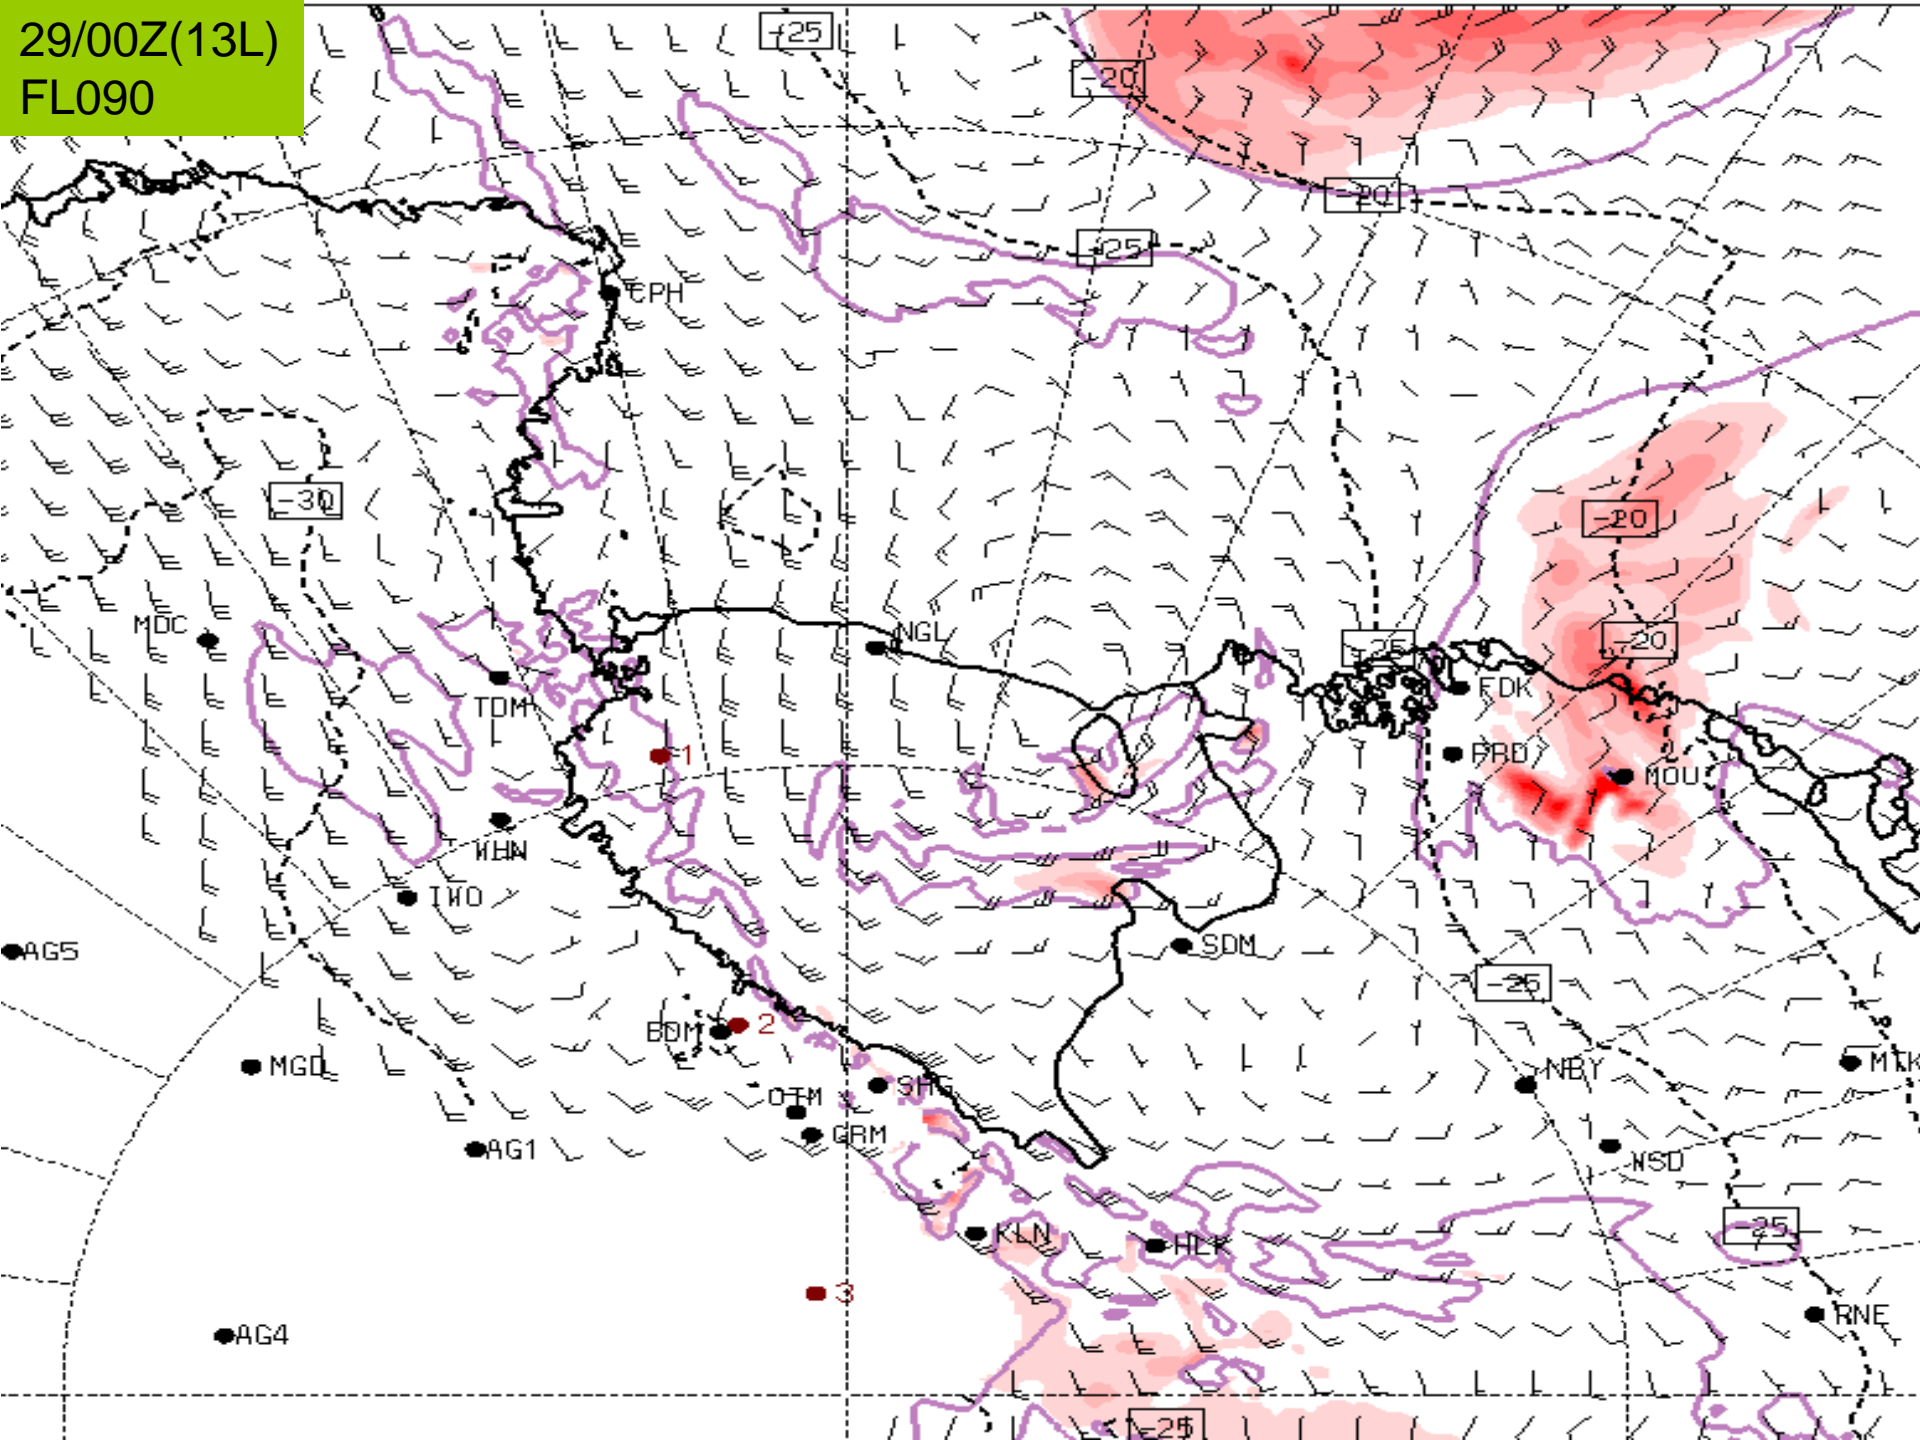 29/00Z(13L)
FL090
-25
-20
-20
-25
CPH
-30
-20
MDC
NGL
-20
-25
TDM
FDK
1
PRD
MOU
WHN
IWO
AG5
SDM
-25
BDM
2
MGD
SHG
NBY
MTK
OTM
GRM
AG1
WSD
KLN
HLK
-25
3
RNE
AG4
-25